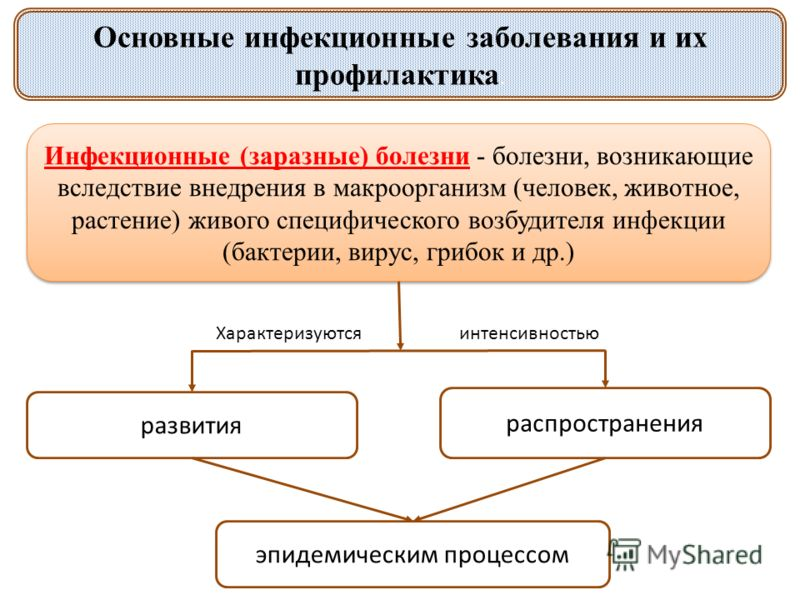 Основные инфекционные заболевания и их
профилактика
Инфекционные (заразные) болезни - болезни, возникающие
вследствие внедрения в макроорганизм (человек, животное,
растение) живого специфического возбудителя инфекции
(бактерии, вирус, грибок и др.)
Характеризуются интенсивностью
развития
распространения
эпидемическим процессом
MyShared